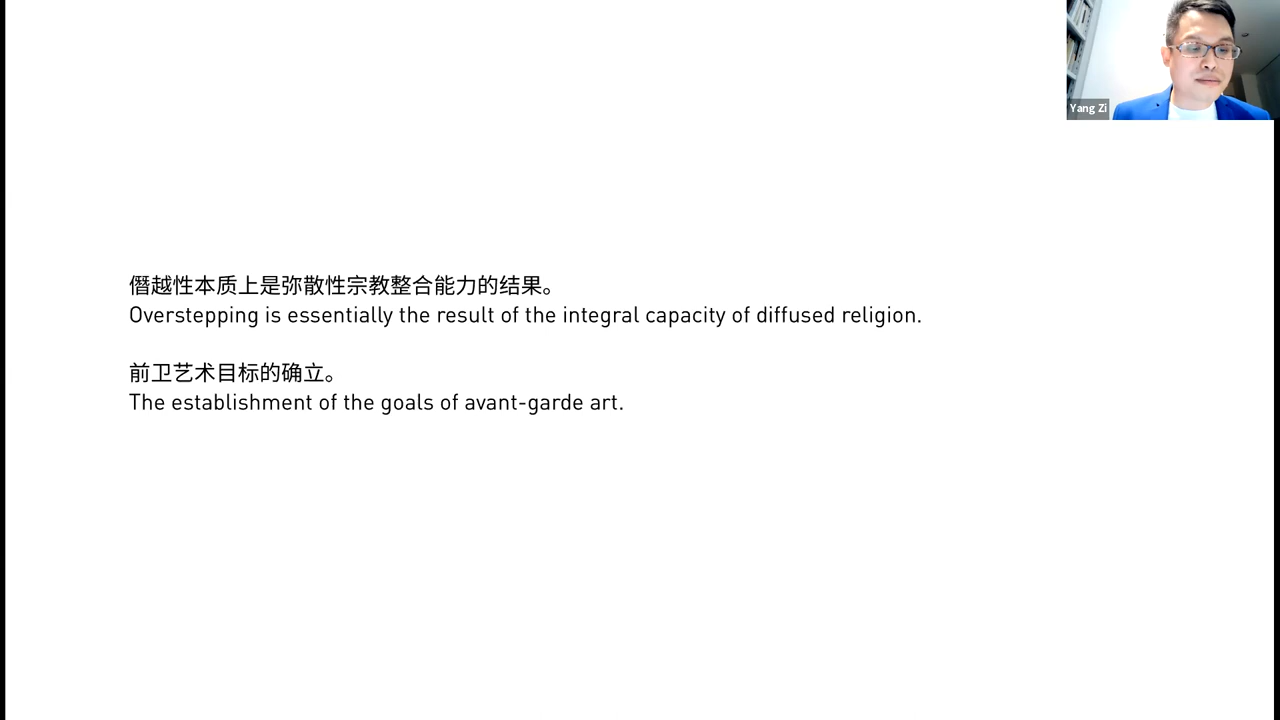 Yang Zi
僭越性本质上是弥散性宗教整合能力的结果。
Overstepping is essentially the result of the integral capacity of diffused religion.
前卫艺术目标的确立。
The establishment of the goals of avant-garde art.